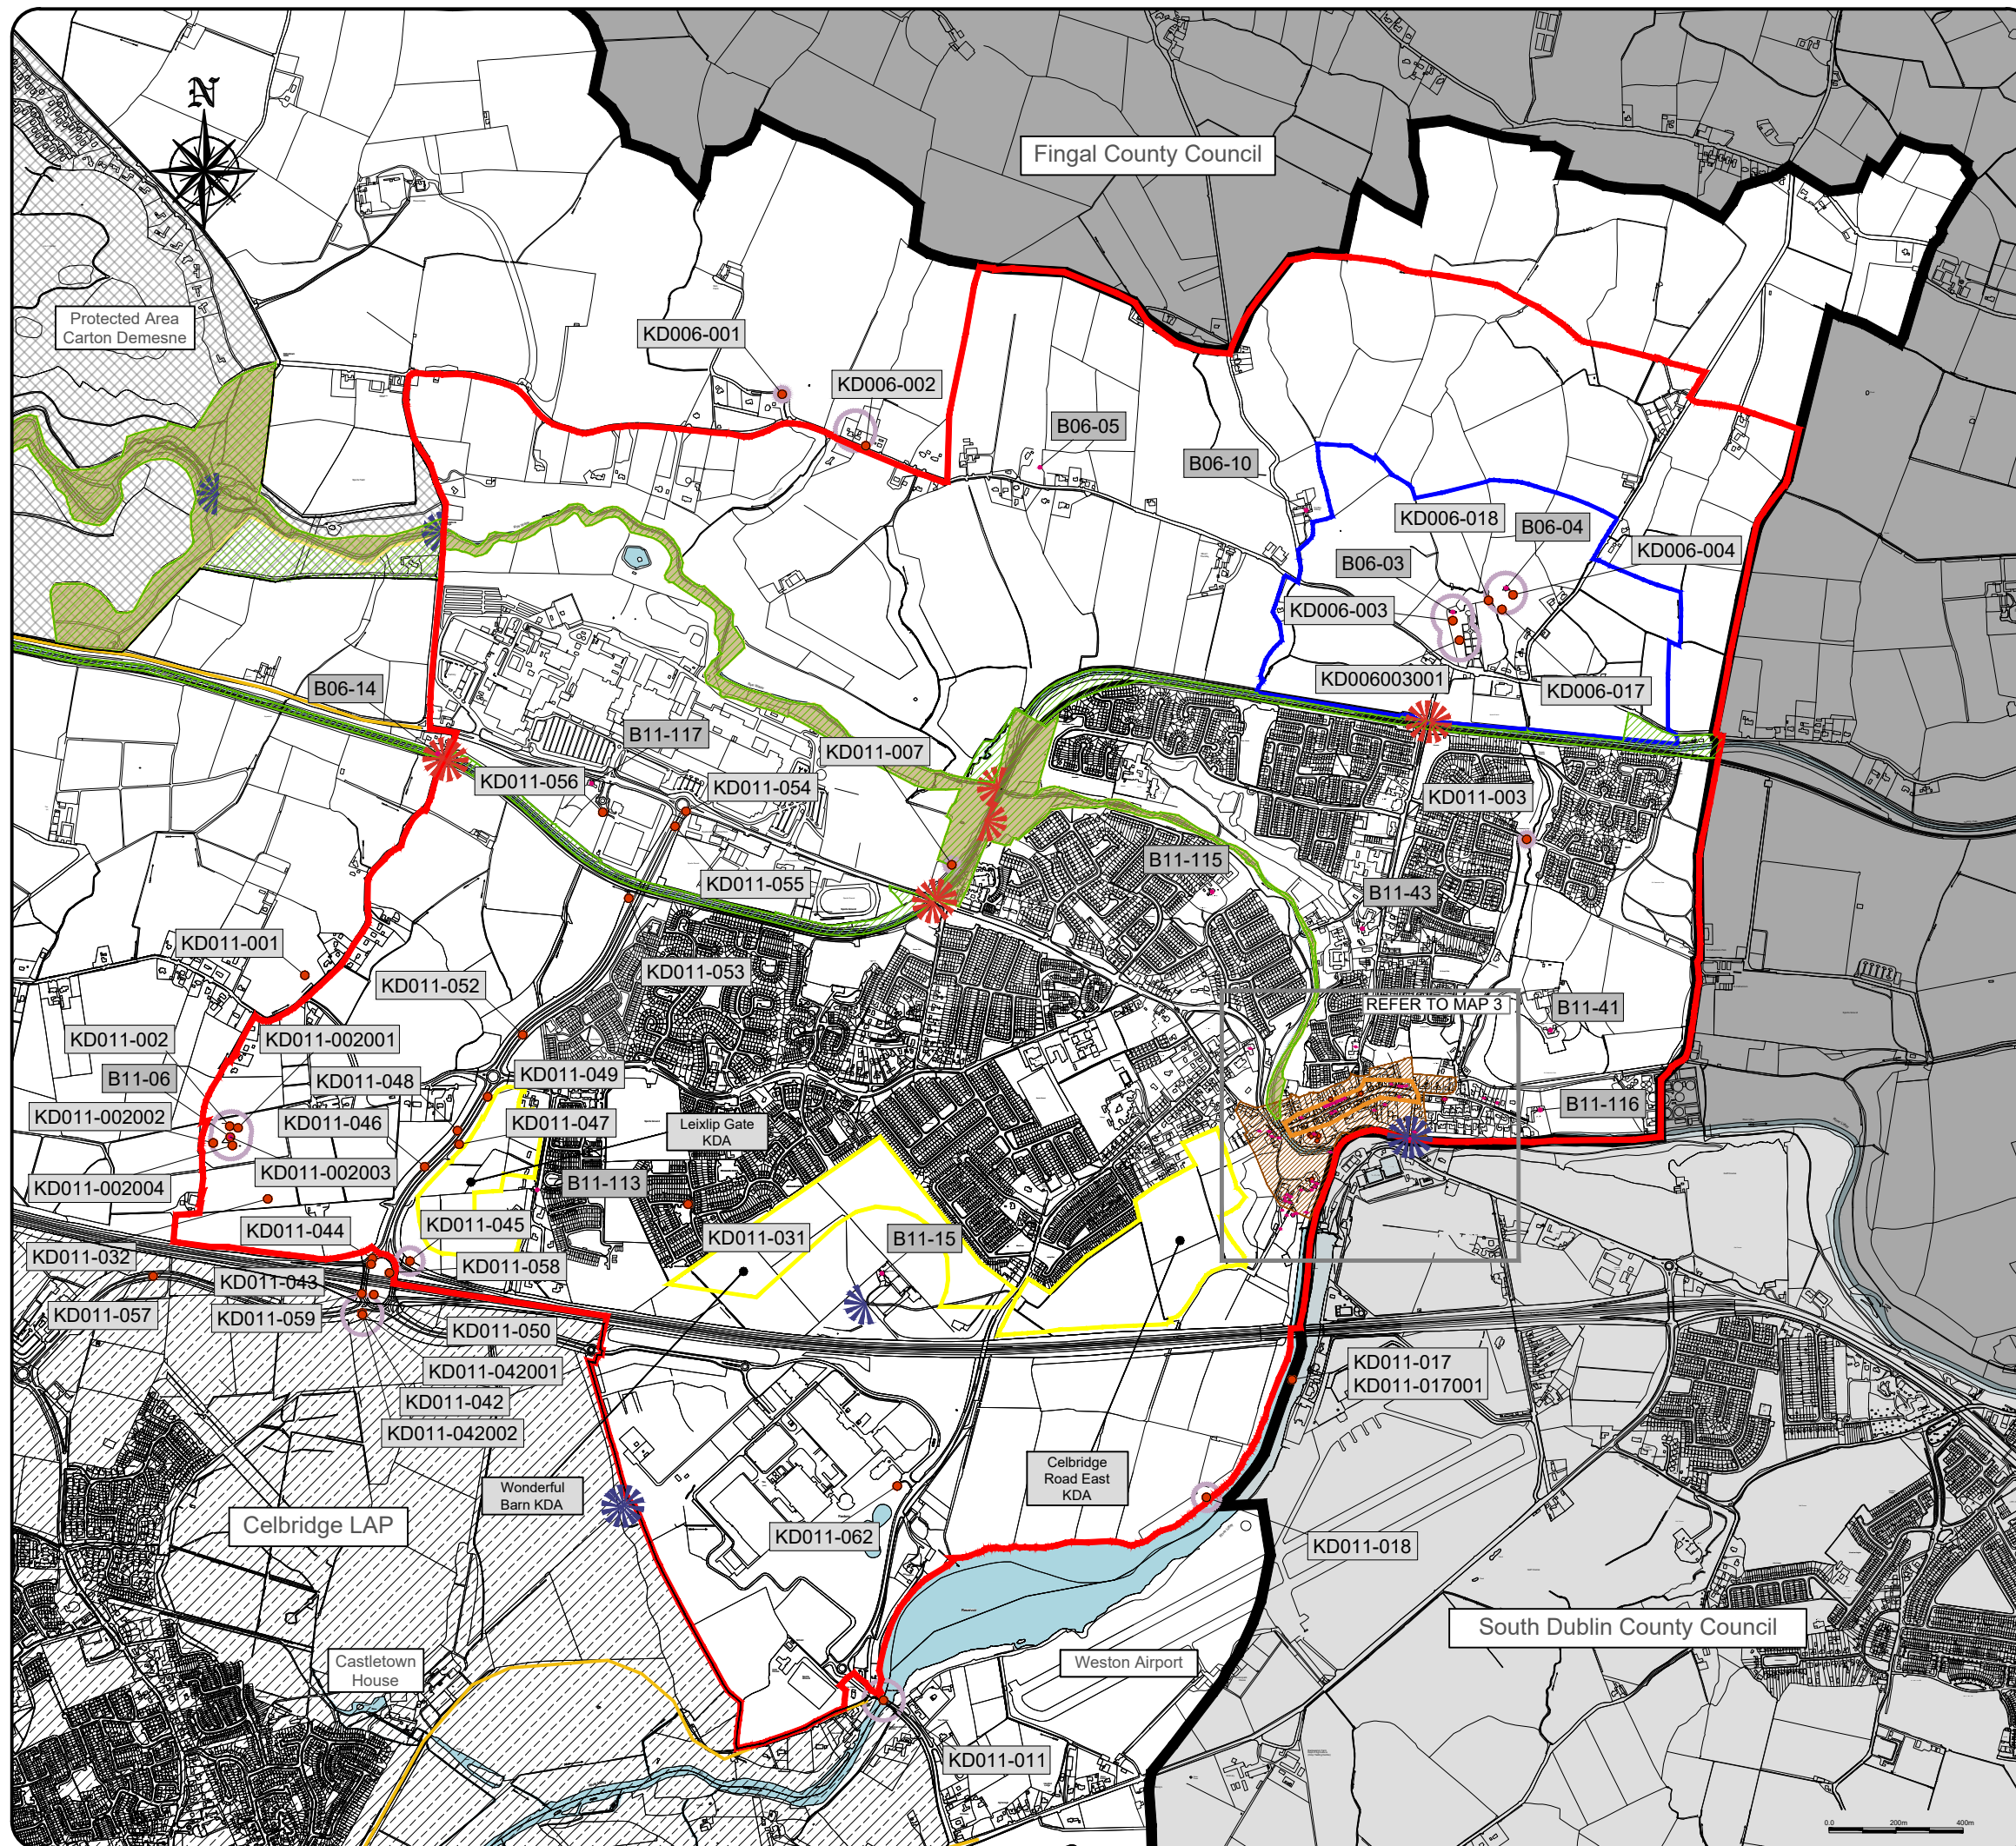 N
Fingal County Council
Protected Area
Carton Demesne
KD006-001
KD006-002
B06-05
B06-10
KD006-018
B06-04
KD006-004
B06-03
KD006-003
KD006003001
KD006-017
B06-14
B11-117
KD011-007
KD011-056
KD011-054
KD011-003
KD011-055
B11-115
B11-43
KD011-001
KD011-053
KD011-052
REFER TO MAP 3
B11-41
KD011-002
KD011-002001
B11-06
KD011-048
KD011-049
KD011-002002
KD011-046
KD011-047
Leixlip Gate
KDA
B11-116
KD011-002003
KD011-002004
B11-113
KD011-044
KD011-045
KD011-031
B11-15
KD011-032
KD011-043
KD011-058
KD011-057
KD011-059
KD011-050
KD011-042001
KD011-017
KD011-017001
KD011-042
KD011-042002
Wonderful
Barn KDA
Celbridge
Road East
KDA
Celbridge LAP
KD011-062
KD011-018
South Dublin County Council
Castletown
House
Weston Airport
KD011-011
0.0 200m 400m